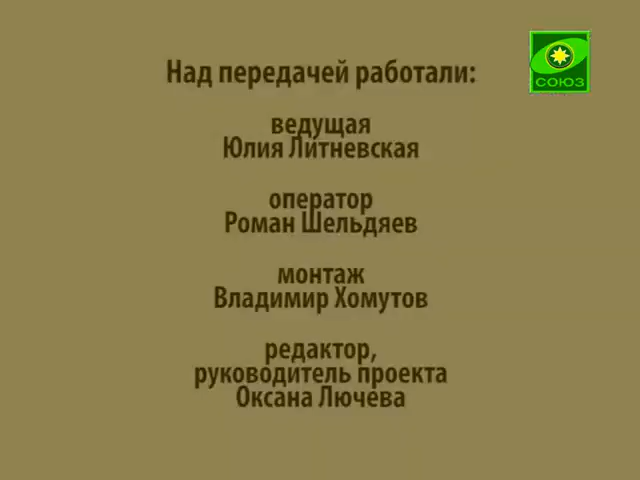 Над передачей работали:
СОЮЗ
ведущая
Юлия Литневская
оператор
Роман Шельдяев
монтаж
Владимир Хомутов
редактор,
руководитель проекта
Оксана Лючева